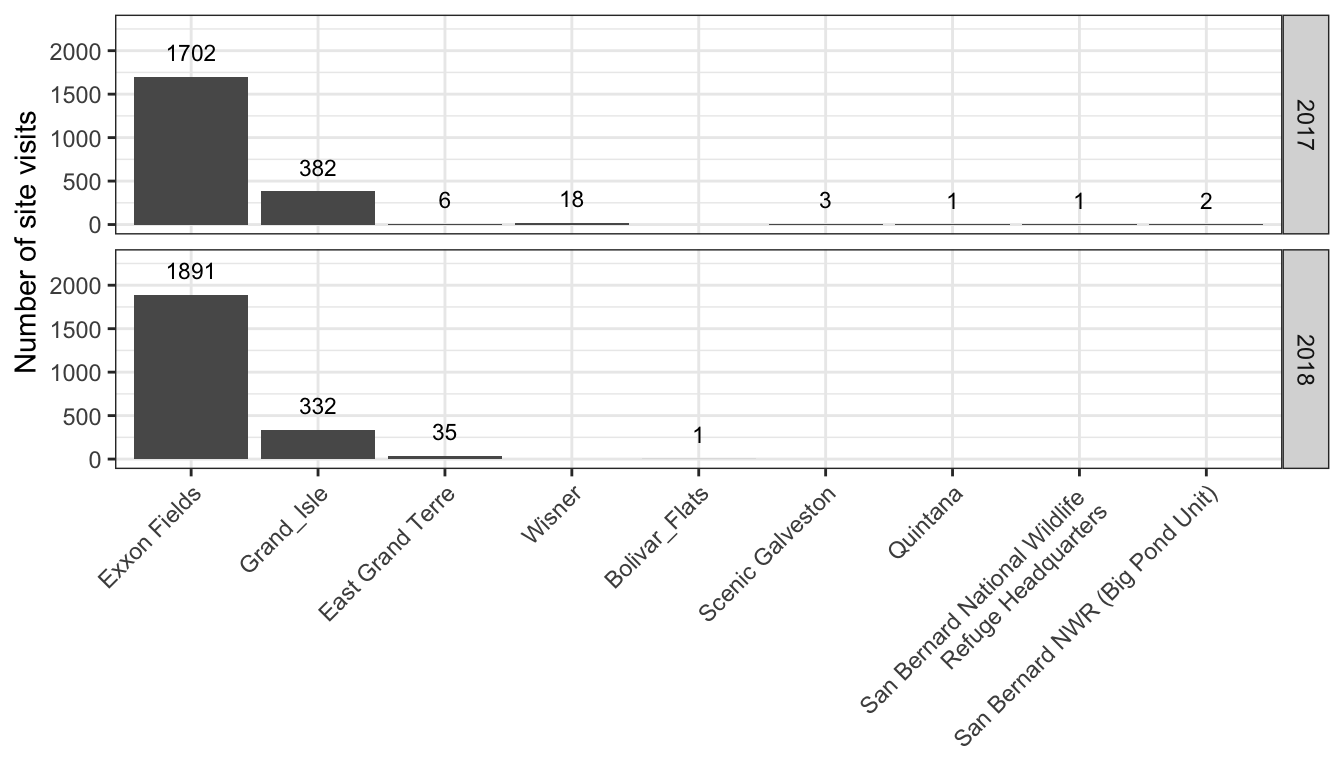 Number of site visits
2000
1500
1000
500
0
1702
382
6
18
3
1
1
2
2017
2000
1500
1000
500
0
1891
332
35
1
2018
Exxon Fields
Grand_Isle
East Grand Terre
Wisner
Bolivar_Flats
Scenic Galveston
Quintana
San Bernard National Wildlife
Refuge Headquarters
San Bernard NWR (Big Pond Unit)